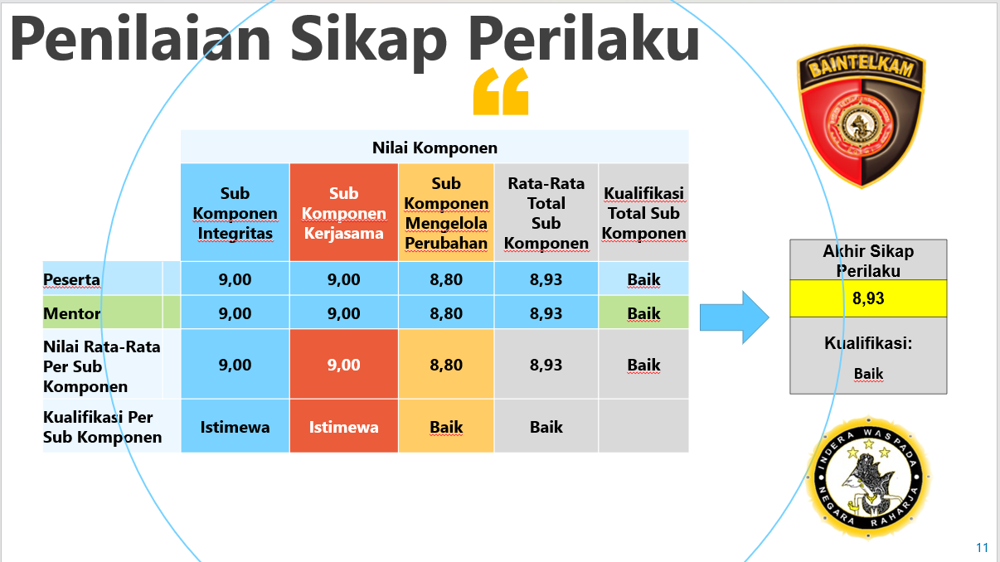 Penilaian Sikap Perilaku
“
BAINTELKAM
Nilai Komponen
Sub
Komponen
Integritas
Sub
Komponen
Kerjasama
Sub
Komponen
Mengelola
Perubahan
Rata-Rata
Total
Sub
Komponen
Kualifikasi
Total Sub
Komponen
Peserta 9,00 9,00 8,80 8,93 Baik
Mentor 9,00 9,00 8,80 8,93 Baik
Nilai Rata-Rata
Per Sub
Komponen
9,00 9,00 8,80 8,93 Baik
Kualifikasi Per
Sub Komponen
Istimewa Istimewa Baik Baik
Akhir Sikap
Perilaku
8,93
Kualifikasi:
Baik
INDERA WASPADA
NEGARA RAHARJA
11